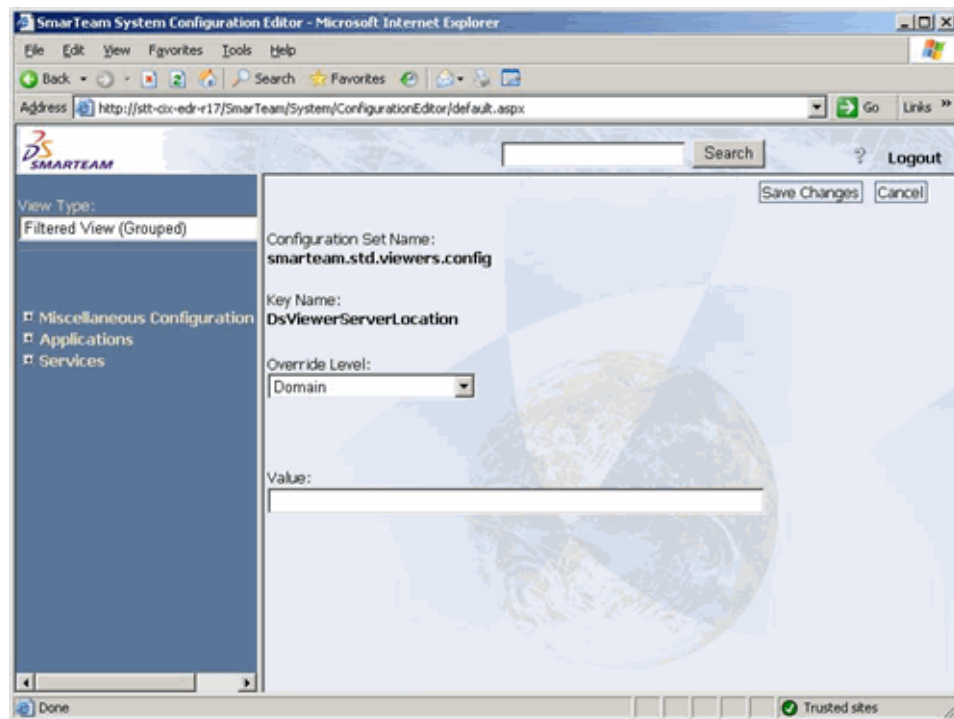 SmarTeam System Configuration Editor - Microsoft Internet Explorer
File Edit View Favorites Tools Help
Back Search Favorites
Address http://stt-cix-edr-r17/SmarTeam/System/ConfigurationEditor/default.aspx Go Links »
DS SMARTEAM Search ? Logout
Save Changes Cancel
View Type:
Filtered View (Grouped)
Miscellaneous Configuration
Applications
Services
Configuration Set Name:
smarteam.std.viewers.config
Key Name:
DsViewerServerLocation
Override Level:
Domain
Value:
Done Trusted sites